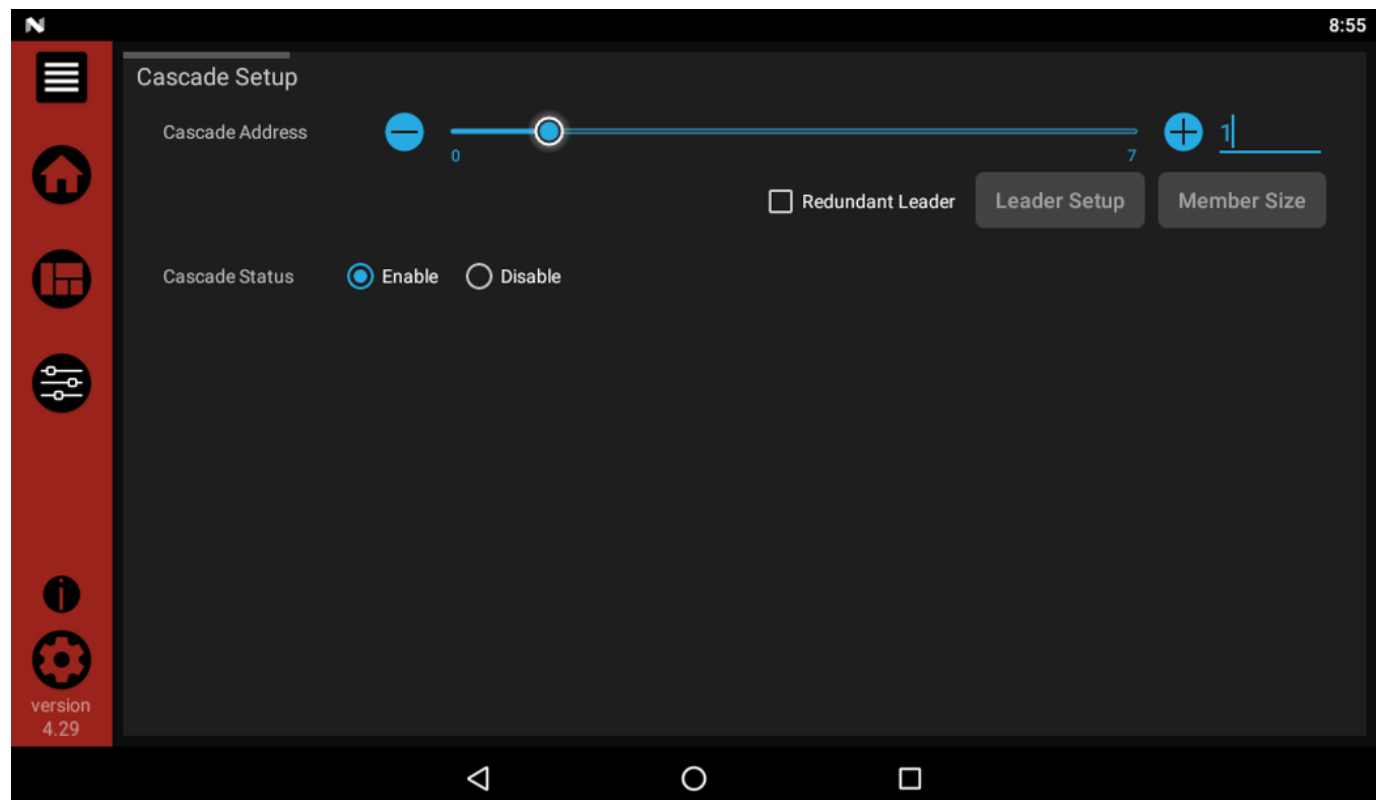 N
8:55
Cascade Setup
Cascade Address
0
7
1
Redundant Leader
Leader Setup
Member Size
Cascade Status
Enable
Disable
i
version
4.29